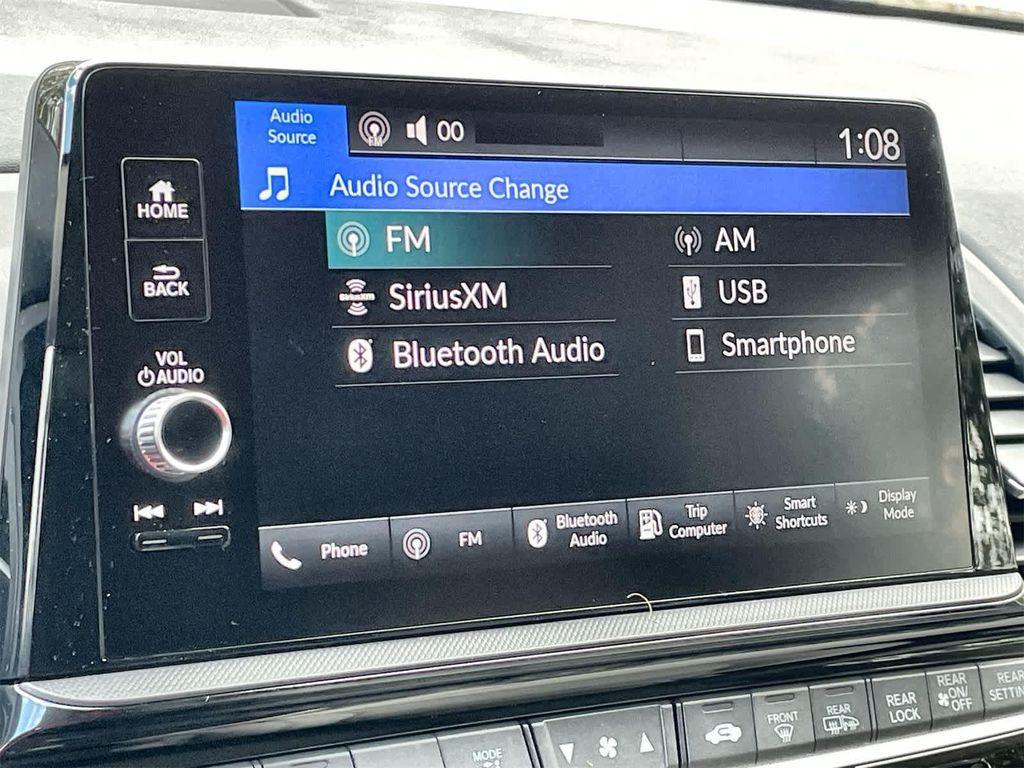 Audio
Source
FM
00
1:08
Audio Source Change
HOME
BACK
VOL
AUDIO
FM
AM
SiriusXM
SiriusXM
USB
Bluetooth Audio
Smartphone
Phone
FM
Bluetooth
Audio
Trip
Computer
Smart
Shortcuts
Display
Mode
MODE
FRONT
REAR
REAR
LOCK
REAR
ON/
OFF
REAR